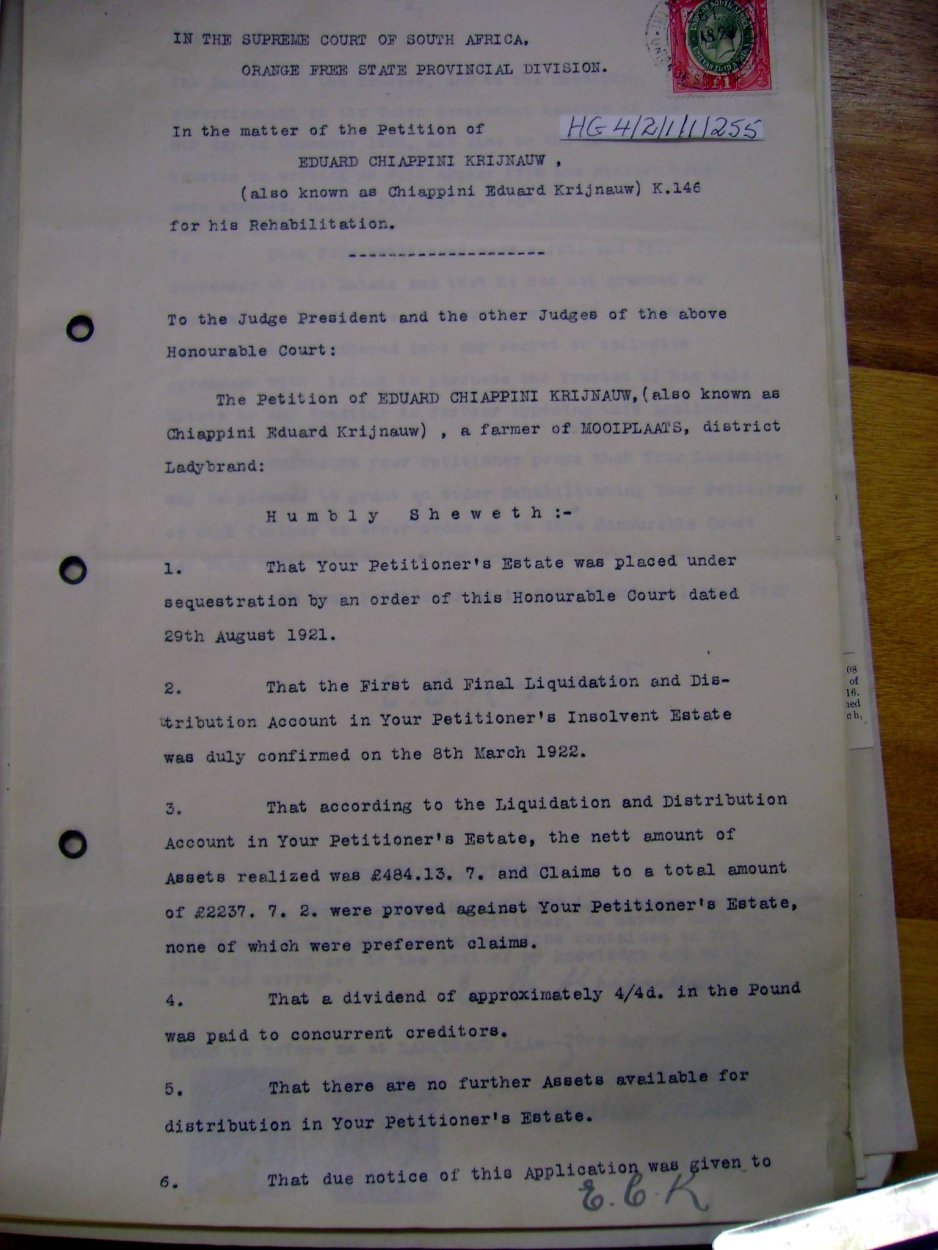 IN THE SUPREME COURT OF SOUTH AFRICA.
ORANGE FREE STATE PROVINCIAL DIVISION.
£1
In the matter of the Petition of
HG 4/2/1/1/255
EDUARD CHIAPPINI KRIJNAUW ,
(also known as Chiappini Eduard Krijnauw) K.146
for his Rehabilitation.
--------------------
To the Judge President and the other Judges of the above
Honourable Court:
The Petition of EDUARD CHIAPPINI KRIJNAUW,(also known as
Chiappini Eduard Krijnauw) , a farmer of MOOIPLAATS, district
Ladybrand:
H u m b l y   S h e w e t h :-
1. That Your Petitioner's Estate was placed under
sequestration by an order of this Honourable Court dated
29th August 1921.
2. That the First and Final Liquidation and Dis-
tribution Account in Your Petitioner's Insolvent Estate
was duly confirmed on the 8th March 1922.
3. That according to the Liquidation and Distribution
Account in Your Petitioner's Estate, the nett amount of
Assets realized was £484.13. 7. and Claims to a total amount
of £2237. 7. 2. were proved against Your Petitioner's Estate,
none of which were preferent claims.
4. That a dividend of approximately 4/4d. in the Pound
was paid to concurrent creditors.
5. That there are no further Assets available for
distribution in Your Petitioner's Estate.
6. That due notice of this Application was given to
E. C. K
08
of
16.
ned
ch,